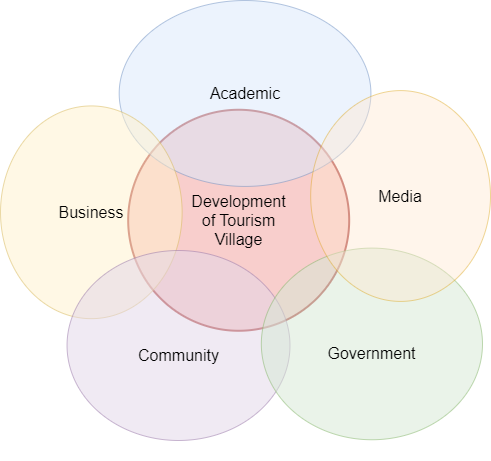 Academic
Media
Business
Development
of Tourism
Village
Community
Government